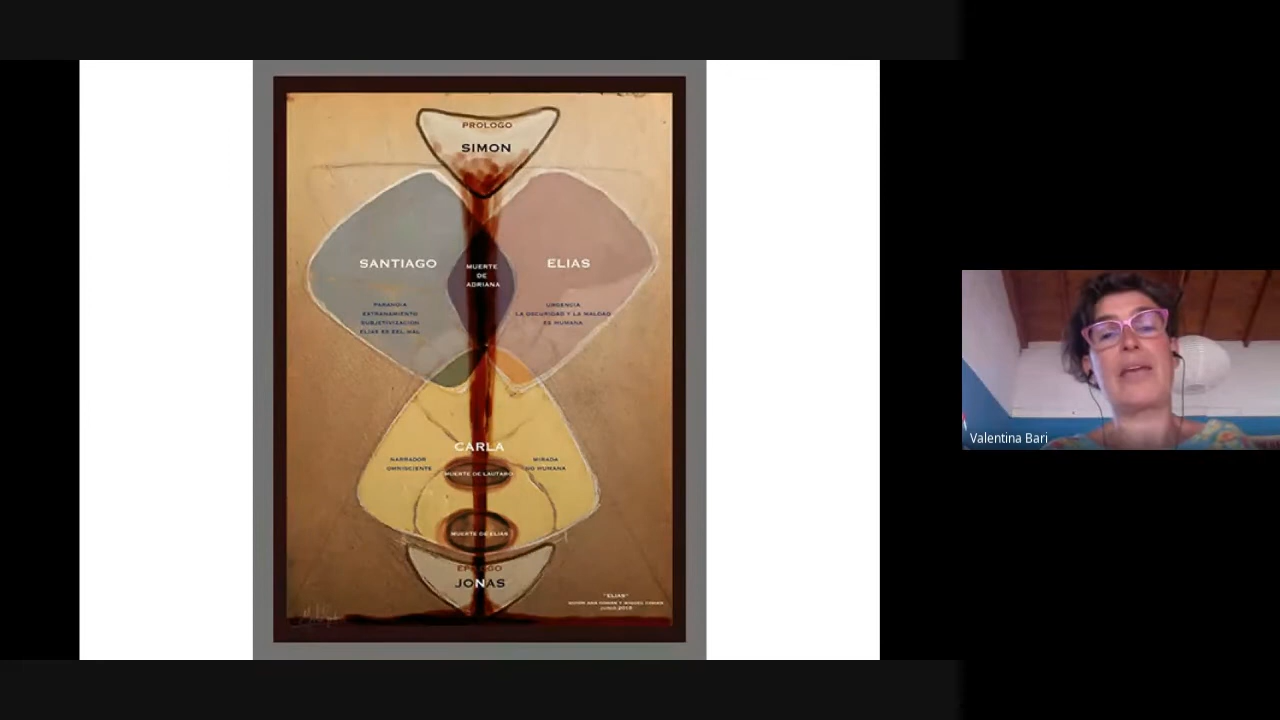 PROLOGO
SIMON
SANTIAGO
PARANOIA
EXTRAÑAMIENTO
SUBJETIVIZACION
ELIAS ES EL MAL
MUERTE
DE
ADRIANA
ELIAS
URGENCIA
LA OSCURIDAD Y LA MALDAD
ES HUMANA
CARLA
NARRADOR
OMNISCIENTE
MUERTE DE LAUTARO
MIRADA
NO HUMANA
MUERTE DE ELIAS
EPILOGO
JONAS
"ELIAS"
JUNIO 2019
Valentina Bari